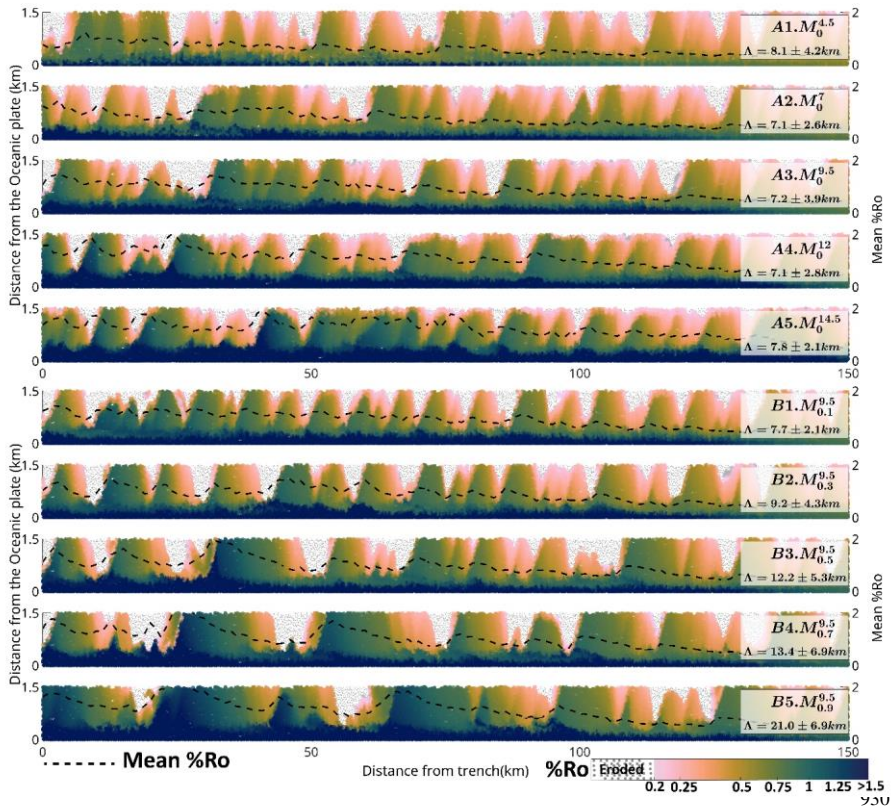 1.5
2
A1.M_0^{4.5}
Λ = 8.1 ± 4.2km
0
0
1.5
2
A2.M_0^7
Λ = 7.1 ± 2.6km
0
0
1.5
2
A3.M_0^{9.5}
Λ = 7.2 ± 3.9km
0
0
1.5
2
A4.M_0^{12}
Λ = 7.1 ± 2.8km
0
0
1.5
2
A5.M_0^{14.5}
Λ = 7.8 ± 2.1km
0
0
0 50 100 150
Distance from the Oceanic plate (km)
Mean %Ro
1.5
2
B1.M_{0.1}^{9.5}
Λ = 7.7 ± 2.1km
0
0
1.5
2
B2.M_{0.3}^{9.5}
Λ = 9.2 ± 4.3km
0
0
1.5
2
B3.M_{0.5}^{9.5}
Λ = 12.2 ± 5.3km
0
0
1.5
2
B4.M_{0.7}^{9.5}
Λ = 13.4 ± 6.9km
0
0
1.5
2
B5.M_{0.9}^{9.5}
Λ = 21.0 ± 6.9km
0
0
0 50 100 150
Distance from the Oceanic plate (km)
Mean %Ro
Mean %Ro
Distance from trench(km)
%Ro
Eroded
0.2 0.25 0.5 0.75 1 1.25 >1.5
930